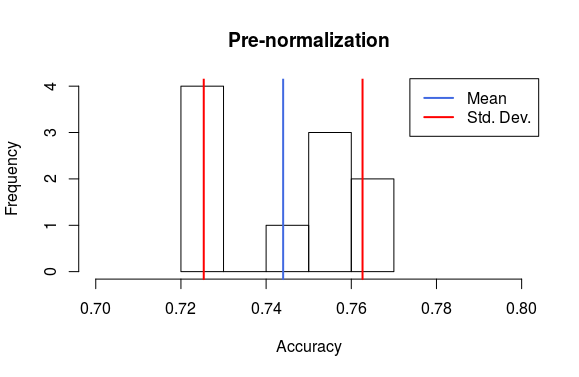 Pre-normalization
Mean
Std. Dev.
Frequency
4
3
2
1
0
0.70 0.72 0.74 0.76 0.78 0.80
Accuracy